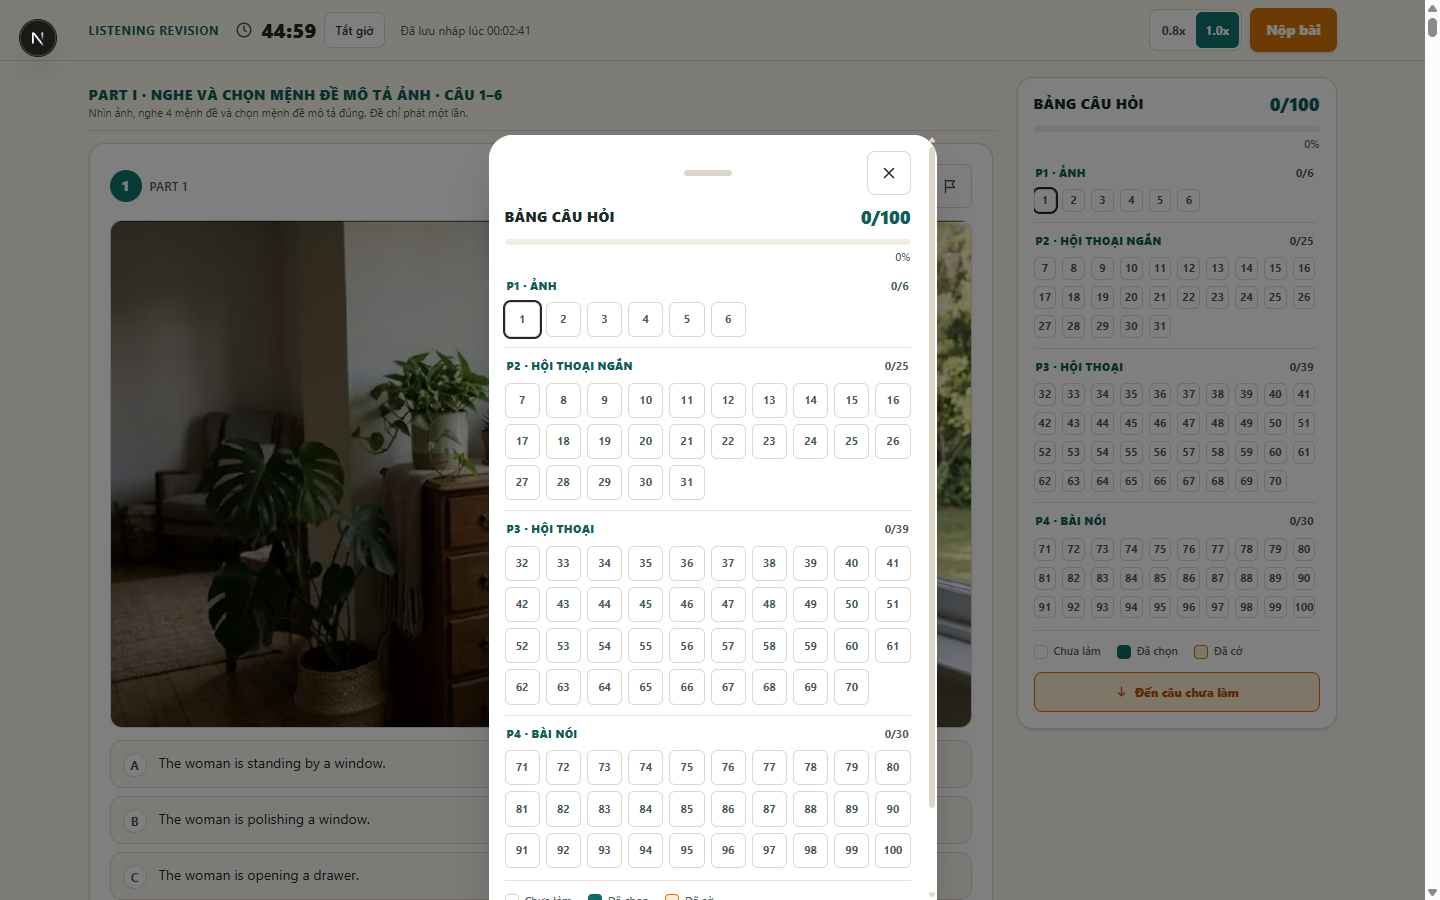 N
LISTENING REVISION
44:59
Tắt giờ
Đã lưu nháp lúc 00:02:41
0.8x
1.0x
Nộp bài
PART I · NGHE VÀ CHỌN MỆNH ĐỀ MÔ TẢ ẢNH · CÂU 1–6
Nhìn ảnh, nghe 4 mệnh đề và chọn mệnh đề mô tả đúng. Đề chỉ phát một lần.
1
PART 1
A The woman is standing by a window.
B The woman is polishing a window.
C The woman is opening a drawer.
BẢNG CÂU HỎI 0/100
0%
P1 · ẢNH 0/6
1 2 3 4 5 6
P2 · HỘI THOẠI NGẮN 0/25
7 8 9 10 11 12 13 14 15 16
17 18 19 20 21 22 23 24 25 26
27 28 29 30 31
P3 · HỘI THOẠI 0/39
32 33 34 35 36 37 38 39 40 41
42 43 44 45 46 47 48 49 50 51
52 53 54 55 56 57 58 59 60 61
62 63 64 65 66 67 68 69 70
P4 · BÀI NÓI 0/30
71 72 73 74 75 76 77 78 79 80
81 82 83 84 85 86 87 88 89 90
91 92 93 94 95 96 97 98 99 100
Chưa làm Đã chọn Đã cờ
BẢNG CÂU HỎI 0/100
0%
P1 · ẢNH 0/6
1 2 3 4 5 6
P2 · HỘI THOẠI NGẮN 0/25
7 8 9 10 11 12 13 14 15 16
17 18 19 20 21 22 23 24 25 26
27 28 29 30 31
P3 · HỘI THOẠI 0/39
32 33 34 35 36 37 38 39 40 41
42 43 44 45 46 47 48 49 50 51
52 53 54 55 56 57 58 59 60 61
62 63 64 65 66 67 68 69 70
P4 · BÀI NÓI 0/30
71 72 73 74 75 76 77 78 79 80
81 82 83 84 85 86 87 88 89 90
91 92 93 94 95 96 97 98 99 100
Chưa làm Đã chọn Đã cờ
Đến câu chưa làm